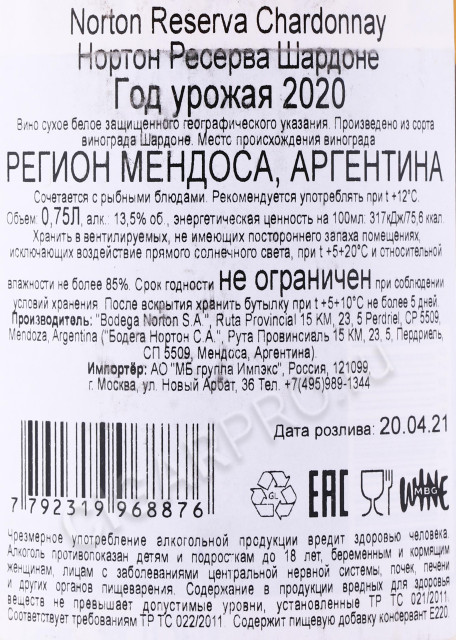 Norton Reserva Chardonnay
Нортон Ресерва Шардоне
Год урожая 2020
Вино сухое белое защищенного географического указания. Произведено из сорта
винограда Шардоне. Место происхождения винограда
РЕГИОН МЕНДОСА, АРГЕНТИНА
Сочетается с рыбными блюдами. Рекомендуется употреблять при t +12°C.
Объем: 0,75Л, алк.: 13,5% об., энергетическая ценность на 100мл: 317кДж/75,6 ккал.
Хранить в вентилируемых, не имеющих постороннего запаха помещениях,
исключающих воздействие прямого солнечного света, при t +5+20°C и относительной
влажности не более 85%. Срок годности не ограничен при соблюдении
условий хранения. После вскрытия хранить бутылку при t +5+10°C не более 5 дней.
Производитель: "Bodega Norton S.A.", Ruta Provincial 15 KM, 23, 5 Perdriel, CP 5509,
Mendoza, Argentina ("Бодега Нортон С.А.", Рута Провинсиаль 15 КМ, 23, 5, Пердриель,
СП 5509, Мендоса, Аргентина).
Импортёр: АО "МБ группа Импэкс", Россия, 121099,
г. Москва, ул. Новый Арбат, 36 Тел. +7(495)989-1344
Дата розлива: 20.04.21
7 792319 968876
GL
EAC
WINE
MBG
Чрезмерное употребление алкогольной продукции вредит здоровью человека.
Алкоголь противопоказан детям и подросткам до 18 лет, беременным и кормящим
женщинам, лицам с заболеваниями центральной нервной системы, почек, печени
и других органов пищеварения. Содержание в продукции вредных для здоровья
веществ не превышает допустимые уровни, установленные ТР ТС 021/2011.
Соответствует требованиям ТР ТС 022/2011. Содержит пищевую добавку консервант Е220.